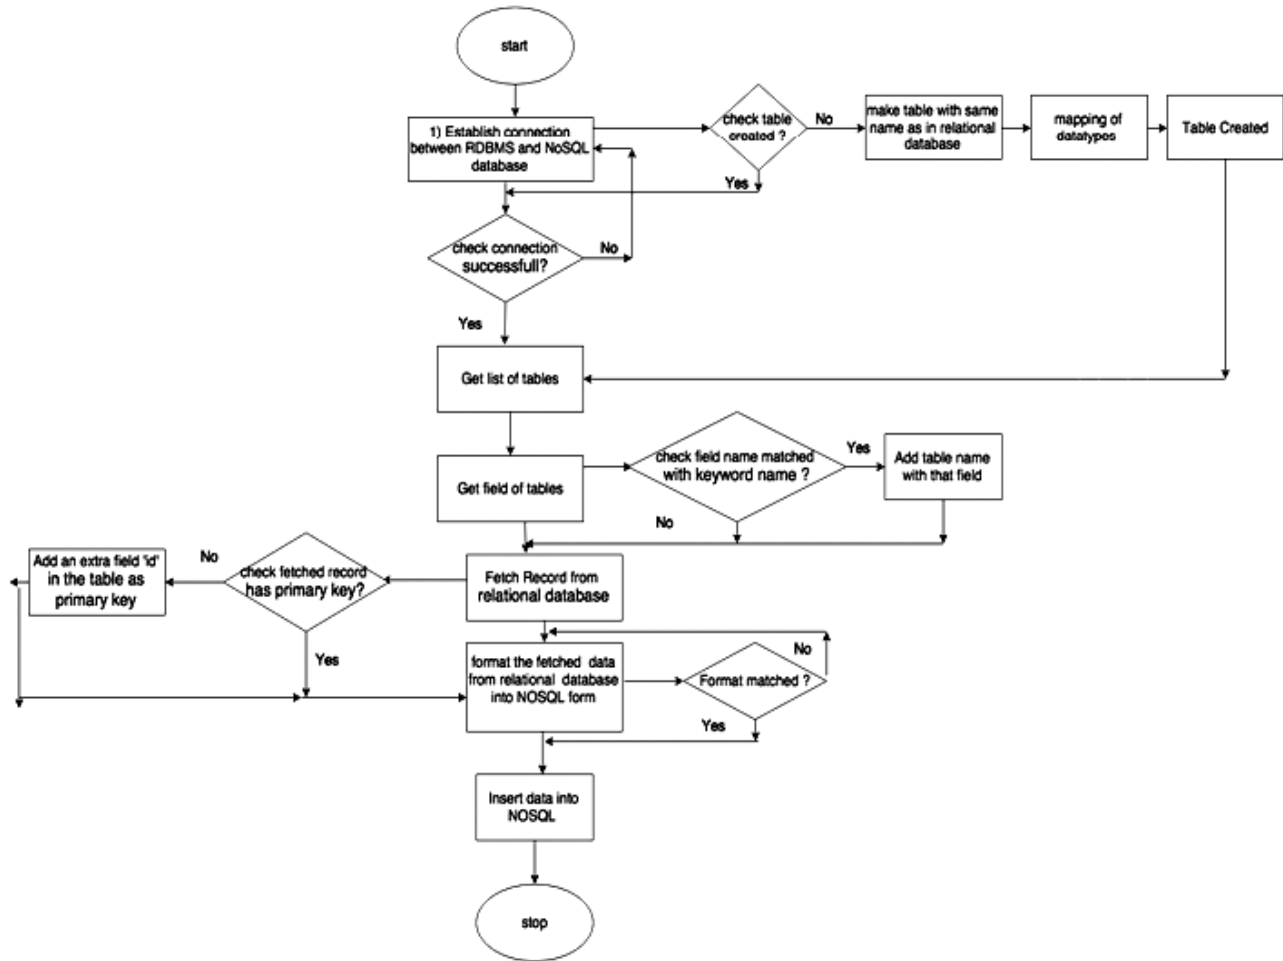 start
1) Establish connection
between RDBMS and NoSQL
database
check table
created ?
No
make table with same
name as in relational
database
mapping of
datatypes
Table Created
Yes
check connection
successfull?
No
Yes
Get list of tables
Get field of tables
check field name matched
with keyword name ?
Yes
Add table name
with that field
No
Fetch Record from
relational database
check fetched record
has primary key?
No
Add an extra field 'id'
in the table as
primary key
Yes
format the fetched data
from relational database
into NOSQL form
Format matched ?
No
Yes
Insert data into
NOSQL
stop